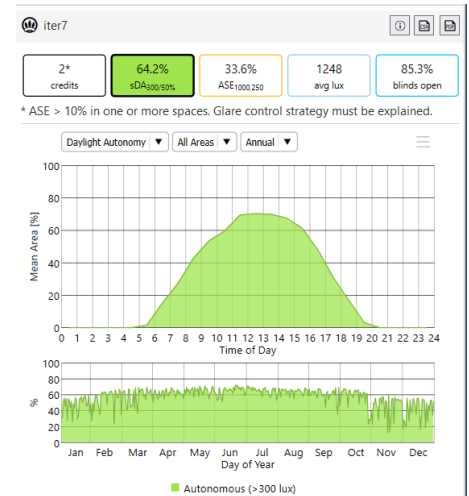 iter7
2* 64.2% 33.6% 1248 85.3%
credits sDA300/50% ASE1000,250 avg lux blinds open
* ASE > 10% in one or more spaces. Glare control strategy must be explained.
Daylight Autonomy ▼ All Areas ▼ Annual ▼
100
80
60
40
20
0
Mean Area [%]
0 1 2 3 4 5 6 7 8 9 10 11 12 13 14 15 16 17 18 19 20 21 22 23 24
Time of Day
100
80
60
40
20
0
%
Jan Feb Mar Apr May Jun Jul Aug Sep Oct Nov Dec
Day of Year
Autonomous (>300 lux)